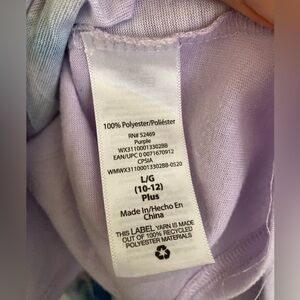 100% Polyester/Poliéster
RN# 52469
Purple
WX31100013302BB
EAN/UPC 0 0071670912
CPSIA
WMWX31100013302BB-0520
L/G
(10-12)
Plus
Made in/Hecho En
China
THIS LABEL YARN IS MADE
OUT OF 100% RECYCLED
POLYESTER MATERIALS